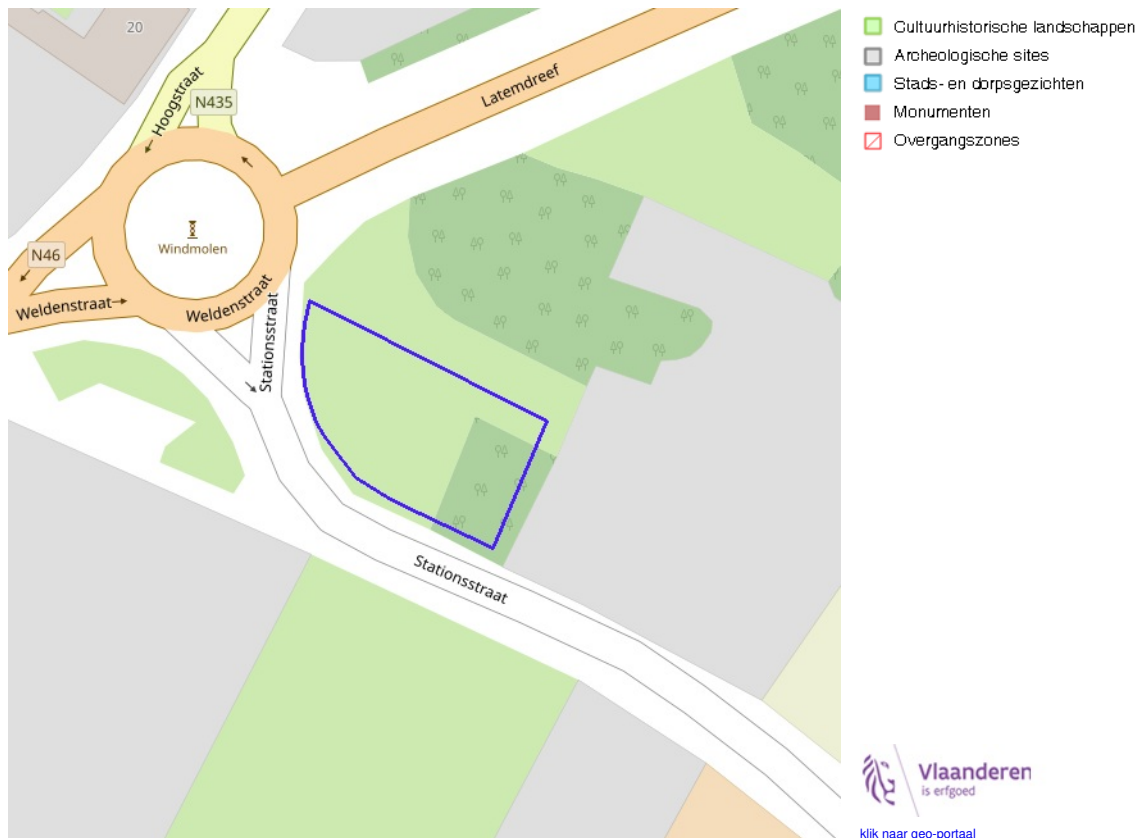 20
Hoogstraat
N435
Latemdreef
Windmolen
N46
Weldenstraat
Weldenstraat
Stationsstraat
Stationsstraat
Cultuurhistorische landschappen
Archeologische sites
Stads- en dorpsgezichten
Monumenten
Overgangszones
Vlaanderen
is erfgoed
klik naar geo-portaal